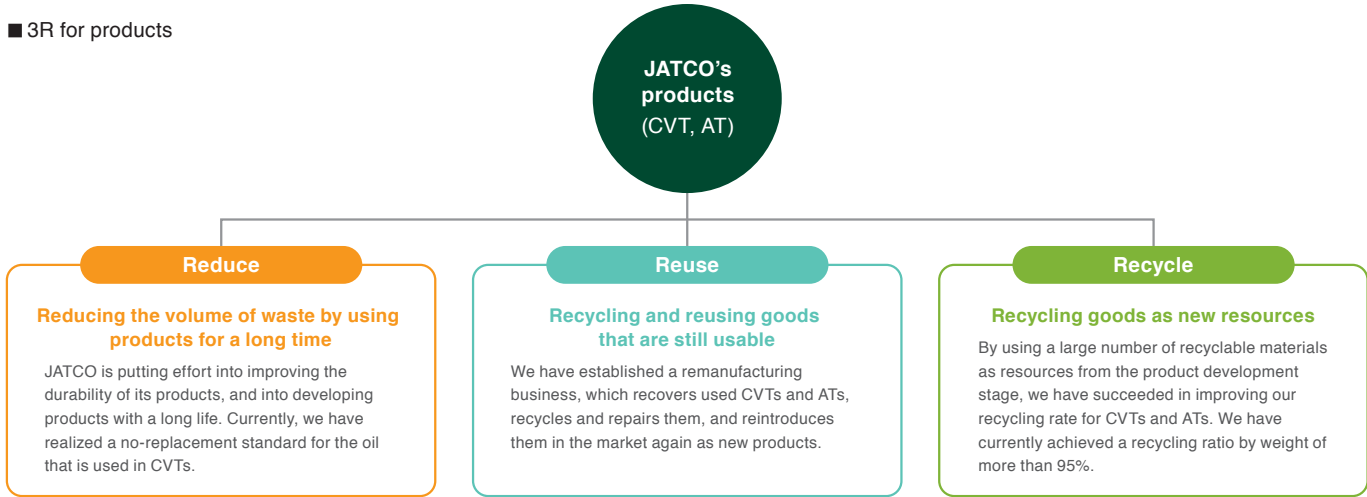 ■ 3R for products
JATCO's
products
(CVT, AT)
Reduce
Reducing the volume of waste by using
products for a long time
JATCO is putting effort into improving the
durability of its products, and into developing
products with a long life. Currently, we have
realized a no-replacement standard for the oil
that is used in CVTs.
Reuse
Recycling and reusing goods
that are still usable
We have established a remanufacturing
business, which recovers used CVTs and ATs,
recycles and repairs them, and reintroduces
them in the market again as new products.
Recycle
Recycling goods as new resources
By using a large number of recyclable materials
as resources from the product development
stage, we have succeeded in improving our
recycling rate for CVTs and ATs. We have
currently achieved a recycling ratio by weight of
more than 95%.